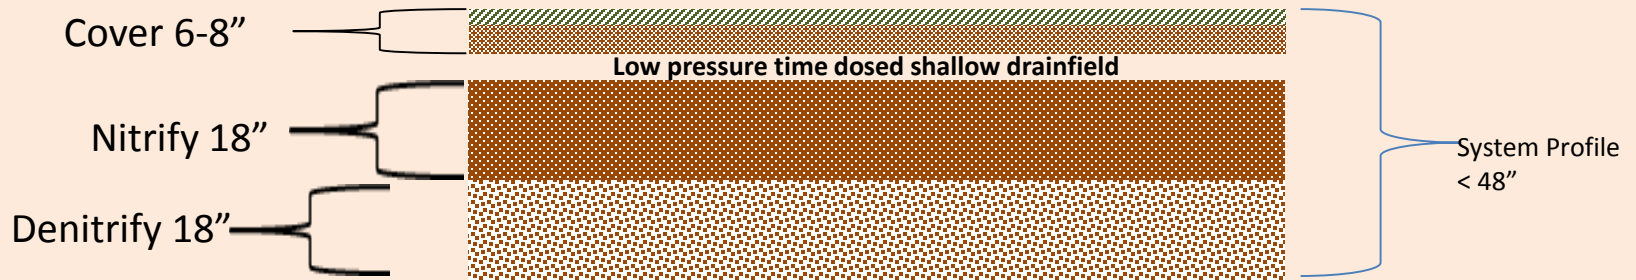 Cover 6-8”
Low pressure time dosed shallow drainfield
Nitrify 18”
Denitrify 18”
System Profile
< 48”